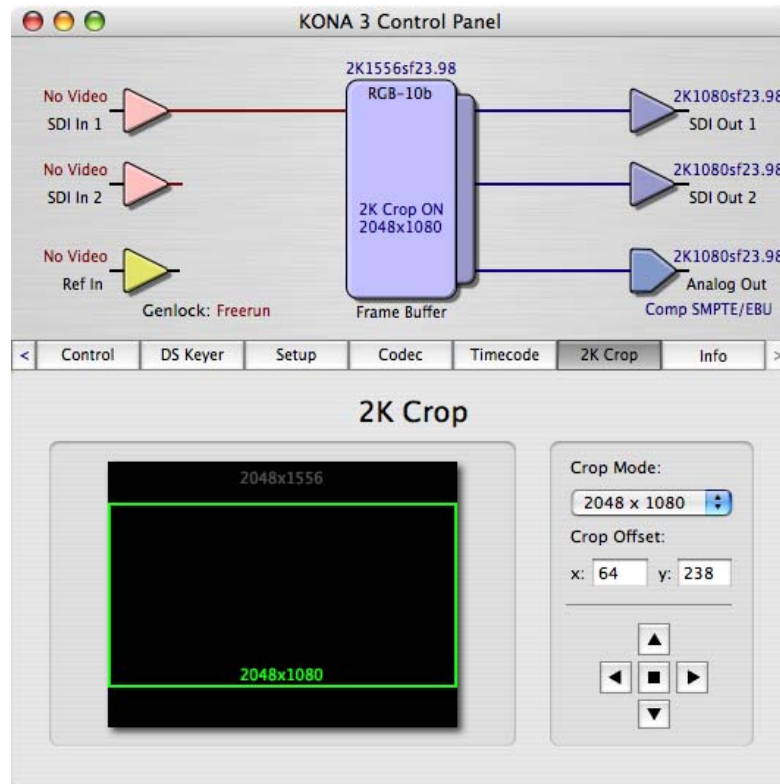 KONA 3 Control Panel
2K1556sf23.98
No Video
SDI In 1
RGB-10b
2K1080sf23.98
SDI Out 1
No Video
SDI In 2
2K Crop ON
2048x1080
2K1080sf23.98
SDI Out 2
No Video
Ref In
2K1080sf23.98
Analog Out
Genlock: Freerun
Frame Buffer
Comp SMPTE/EBU
< Control DS Keyer Setup Codec Timecode 2K Crop Info >
2K Crop
2048x1556
2048x1080
Crop Mode:
2048 x 1080
Crop Offset:
x: 64 y: 238